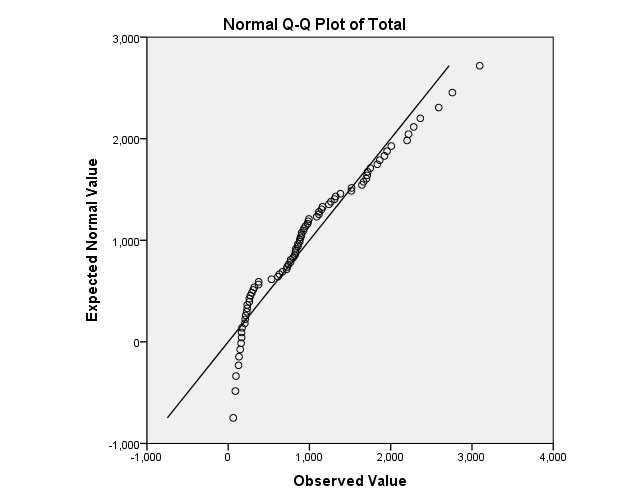 Normal Q-Q Plot of Total
3,000
2,000
1,000
0
-1,000
Expected Normal Value
-1,000 0 1,000 2,000 3,000 4,000
Observed Value